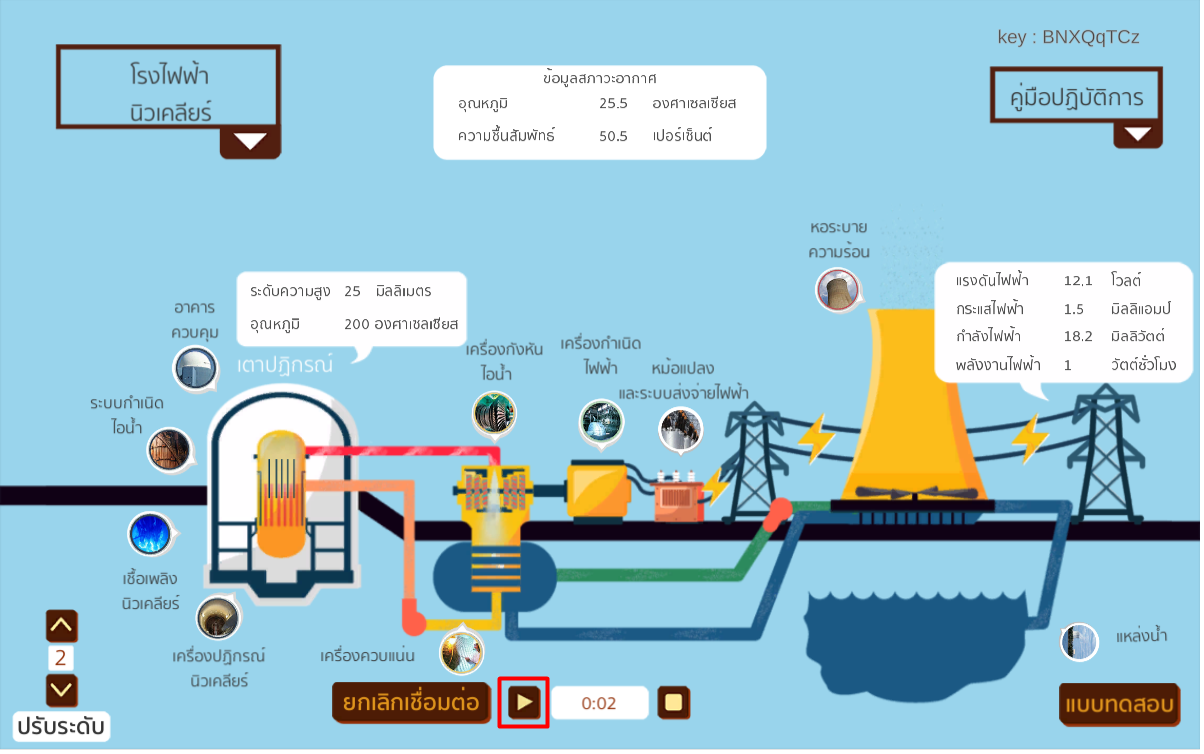 key : BNXQqTCz
โรงไฟฟ้า
นิวเคลียร์
ข้อมูลสภาวะอากาศ
อุณหภูมิ 25.5 องศาเซลเซียส
ความชื้นสัมพัทธ์ 50.5 เปอร์เซ็นต์
คู่มือปฏิบัติการ
หอระบาย
ความร้อน
แรงดันไฟฟ้า 12.1 โวลต์
กระแสไฟฟ้า 1.5 มิลลิแอมป์
กำลังไฟฟ้า 18.2 มิลลิวัตต์
พลังงานไฟฟ้า 1 วัตต์ชั่วโมง
ระดับความสูง 25 มิลลิเมตร
อุณหภูมิ 200 องศาเซลเซียส
อาคาร
ควบคุม
เตาปฏิกรณ์
เครื่องกังหัน
ไอน้ำ
เครื่องกำเนิด
ไฟฟ้า
หม้อแปลง
และระบบส่งจ่ายไฟฟ้า
ระบบกำเนิด
ไอน้ำ
เชื้อเพลิง
นิวเคลียร์
เครื่องปฏิกรณ์
นิวเคลียร์
เครื่องควบแน่น
แหล่งน้ำ
2
ปรับระดับ
ยกเลิกเชื่อมต่อ
0:02
แบบทดสอบ